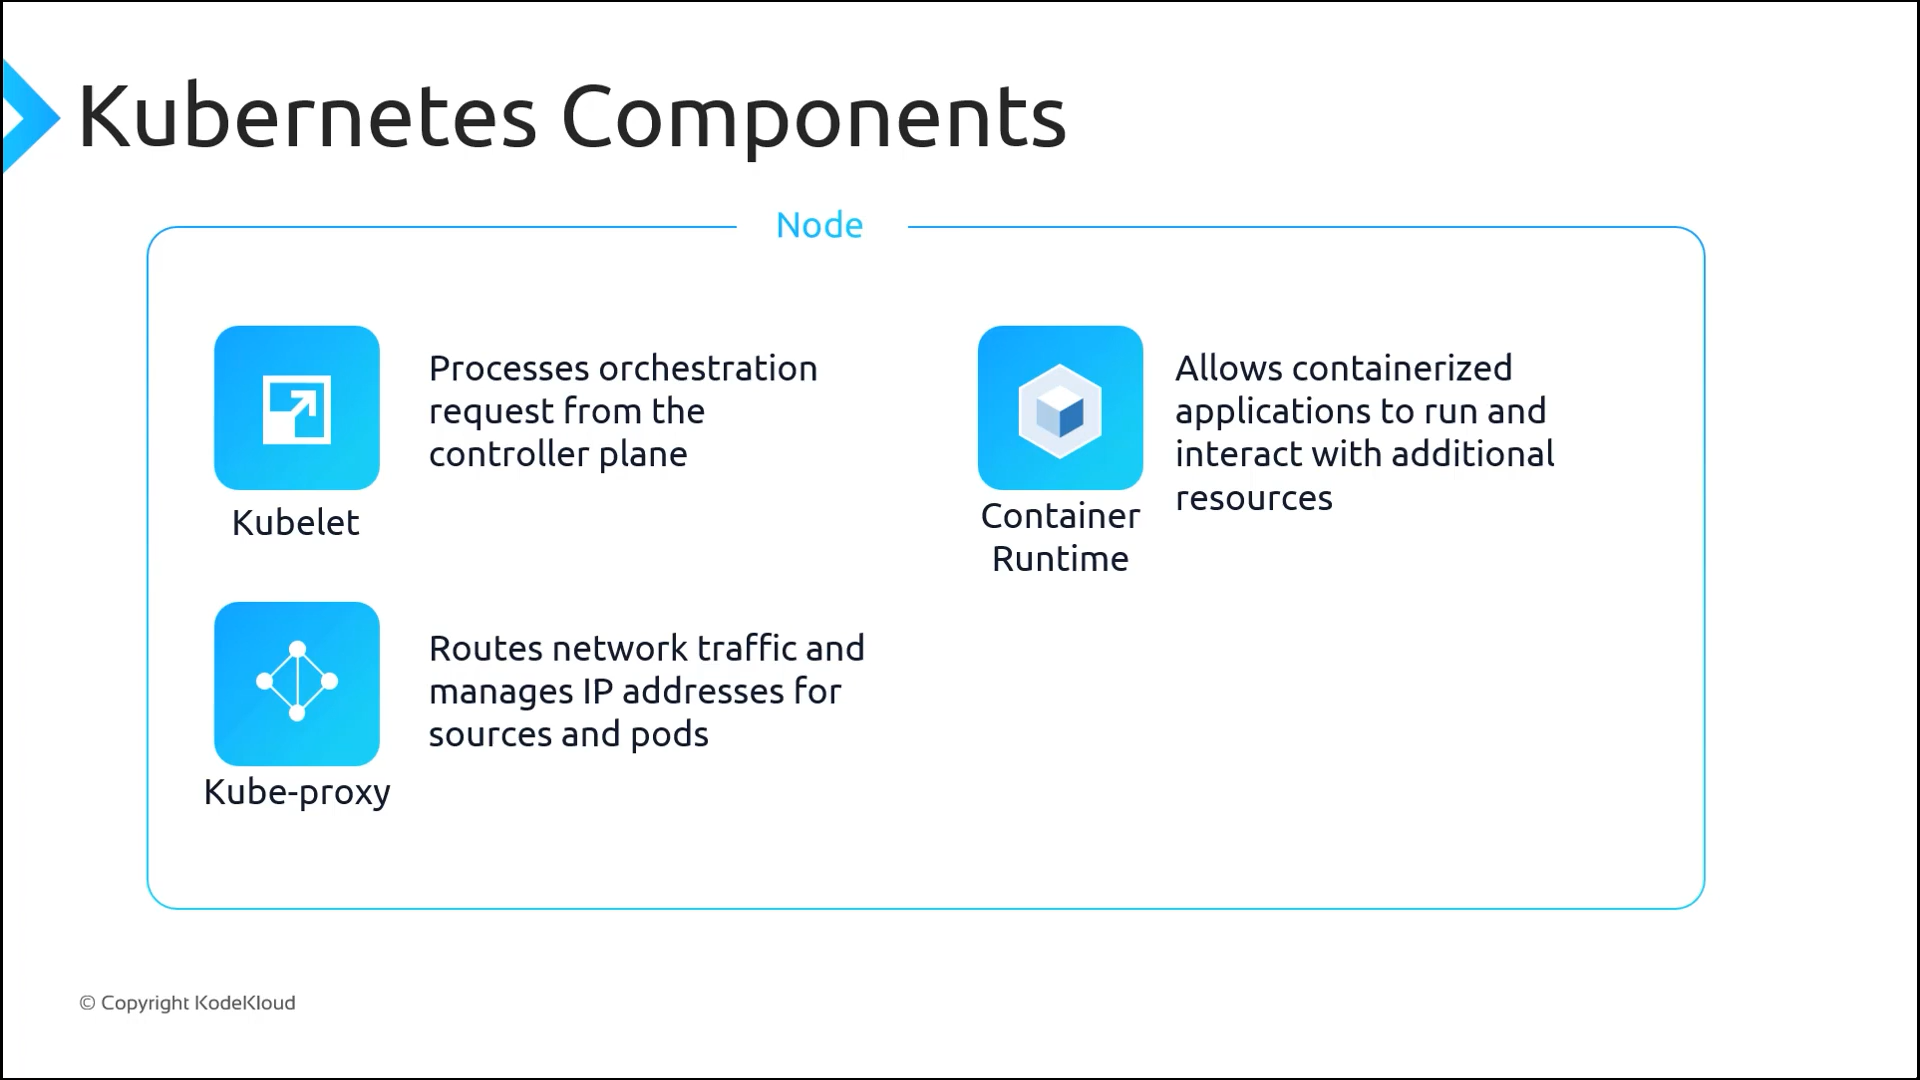 Kubernetes Components
Node
Processes orchestration
request from the
controller plane
Kubelet
Allows containerized
applications to run and
interact with additional
resources
Container
Runtime
Routes network traffic and
manages IP addresses for
sources and pods
Kube-proxy
© Copyright KodeKloud